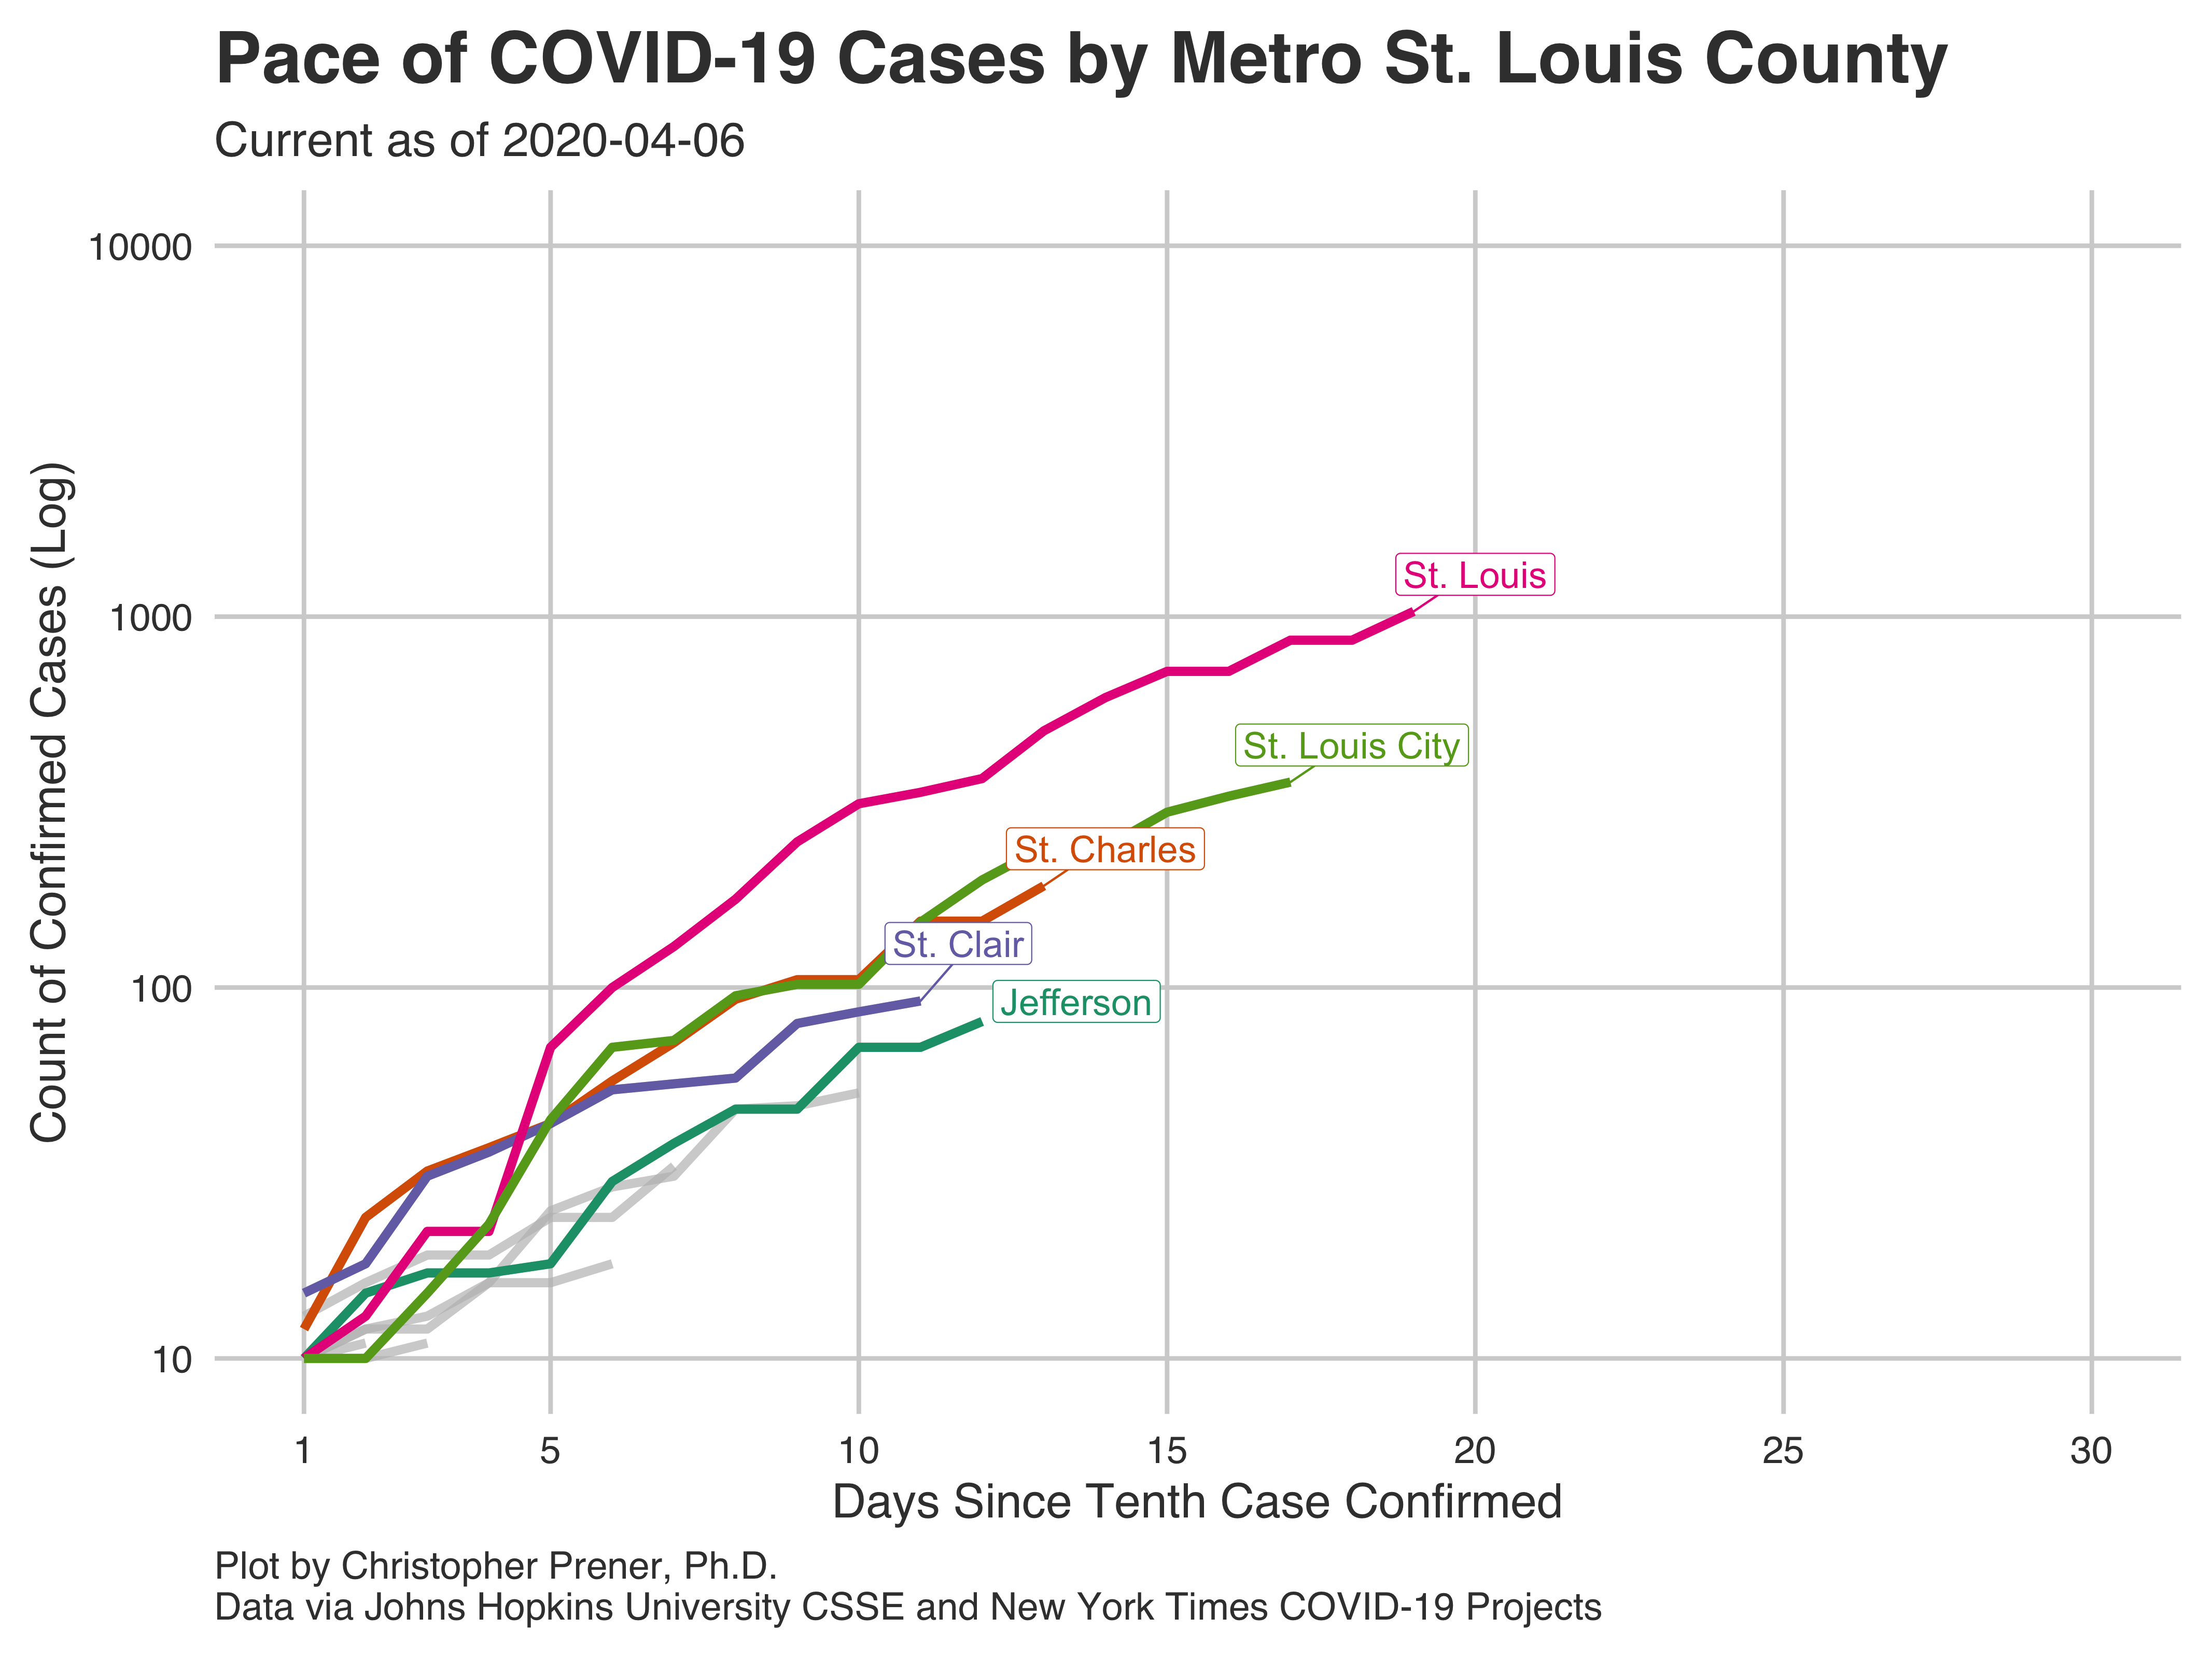 Pace of COVID-19 Cases by Metro St. Louis County
Current as of 2020-04-06
Count of Confirmed Cases (Log)
10000
1000
100
10
St. Louis
St. Louis City
St. Charles
St. Clair
Jefferson
1 5 10 15 20 25 30
Days Since Tenth Case Confirmed
Plot by Christopher Prener, Ph.D.
Data via Johns Hopkins University CSSE and New York Times COVID-19 Projects